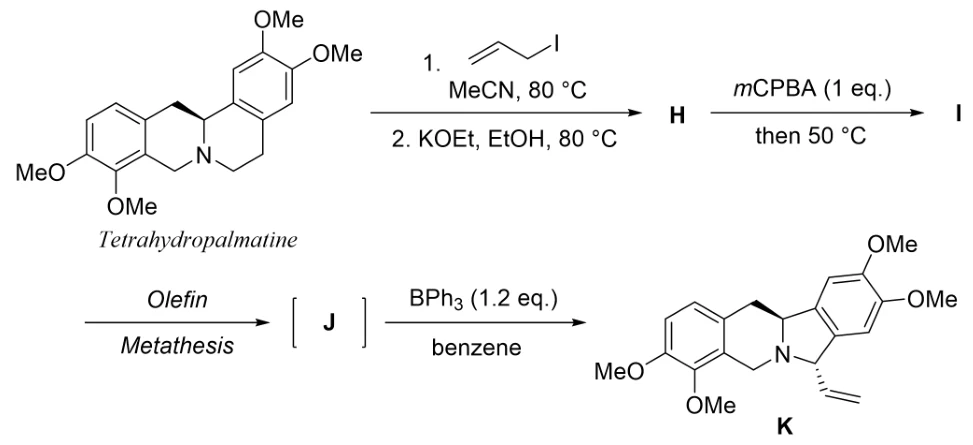 OMe
OMe
N
MeO
OMe
Tetrahydropalmatine
1.
I
MeCN, 80 °C
2. KOEt, EtOH, 80 °C
H
mCPBA (1 eq.)
then 50 °C
I
Olefin
Metathesis
J
BPh3 (1.2 eq.)
benzene
OMe
OMe
N
MeO
OMe
K